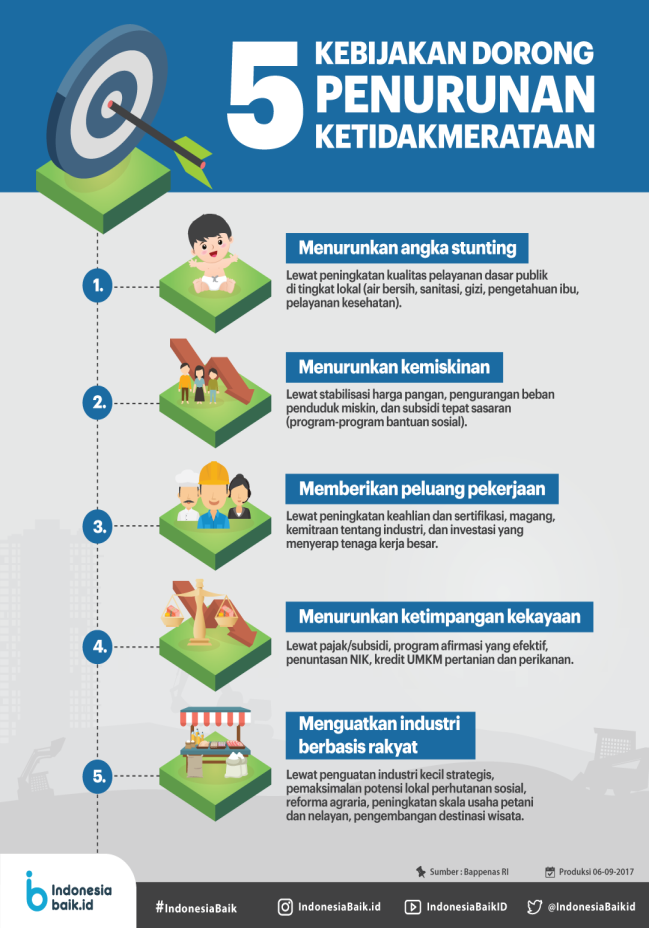 5
KEBIJAKAN DORONG
PENURUNAN
KETIDAKMERATAAN
1.
Menurunkan angka stunting
Lewat peningkatan kualitas pelayanan dasar publik
di tingkat lokal (air bersih, sanitasi, gizi, pengetahuan ibu,
pelayanan kesehatan).
2.
Menurunkan kemiskinan
Lewat stabilisasi harga pangan, pengurangan beban
penduduk miskin, dan subsidi tepat sasaran
(program-program bantuan sosial).
3.
Memberikan peluang pekerjaan
Lewat peningkatan keahlian dan sertifikasi, magang,
kemitraan tentang industri, dan investasi yang
menyerap tenaga kerja besar.
4.
Menurunkan ketimpangan kekayaan
Lewat pajak/subsidi, program afirmasi yang efektif,
penuntasan NIK, kredit UMKM pertanian dan perikanan.
5.
Menguatkan industri
berbasis rakyat
Lewat penguatan industri kecil strategis,
pemaksimalan potensi lokal perhutanan sosial,
reforma agraria, peningkatan skala usaha petani
dan nelayan, pengembangan destinasi wisata.
Sumber : Bappenas RI
Produksi 06-09-2017
Indonesia
baik.id
#IndonesiaBaik
IndonesiaBaik.id
IndonesiaBaikID
@IndonesiaBaikid